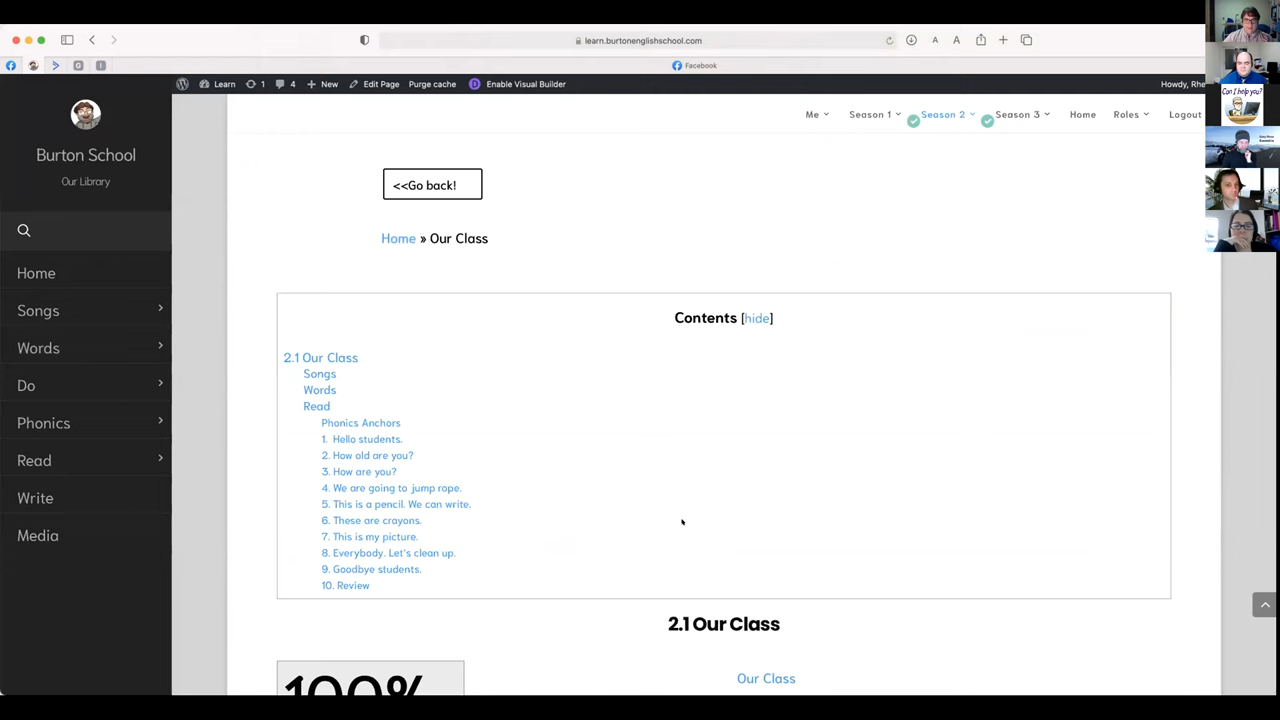 learn.burtonenglishschool.com
A A
Facebook
Learn 1 4 New Edit Page Purge cache Enable Visual Builder Howdy, Rhe
Burton School
Our Library
Home
Songs
Words
Do
Phonics
Read
Write
Media
Me Season 1 Season 2 Season 3 Home Roles Logout
<<Go back!
Home » Our Class
Contents [hide]
2.1 Our Class
Songs
Words
Read
Phonics Anchors
1. Hello students.
2. How old are you?
3. How are you?
4. We are going to jump rope.
5. This is a pencil. We can write.
6. These are crayons.
7. This is my picture.
8. Everybody. Let's clean up.
9. Goodbye students.
10. Review
2.1 Our Class
100%
Our Class
Can I help you?